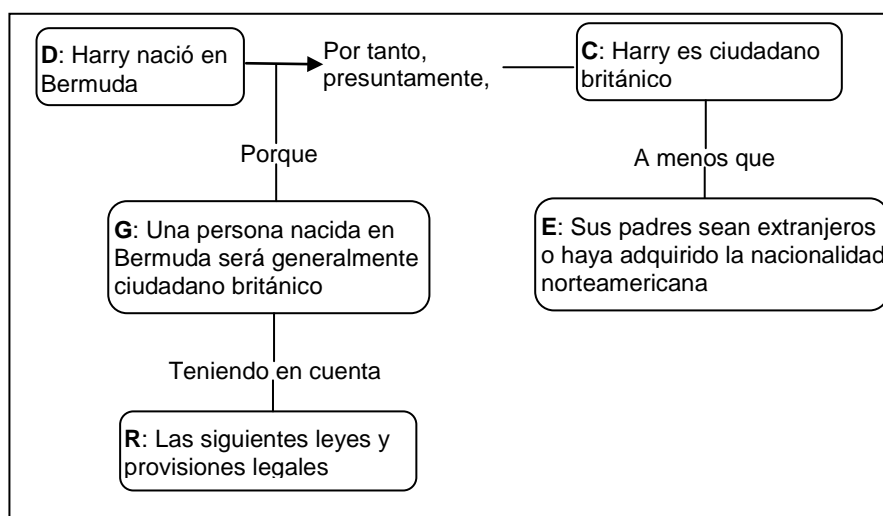 D: Harry nació en
Bermuda
Por tanto,
presuntamente,
C: Harry es ciudadano
británico
Porque
A menos que
G: Una persona nacida en
Bermuda será generalmente
ciudadano británico
E: Sus padres sean extranjeros
o haya adquirido la nacionalidad
norteamericana
Teniendo en cuenta
R: Las siguientes leyes y
provisiones legales